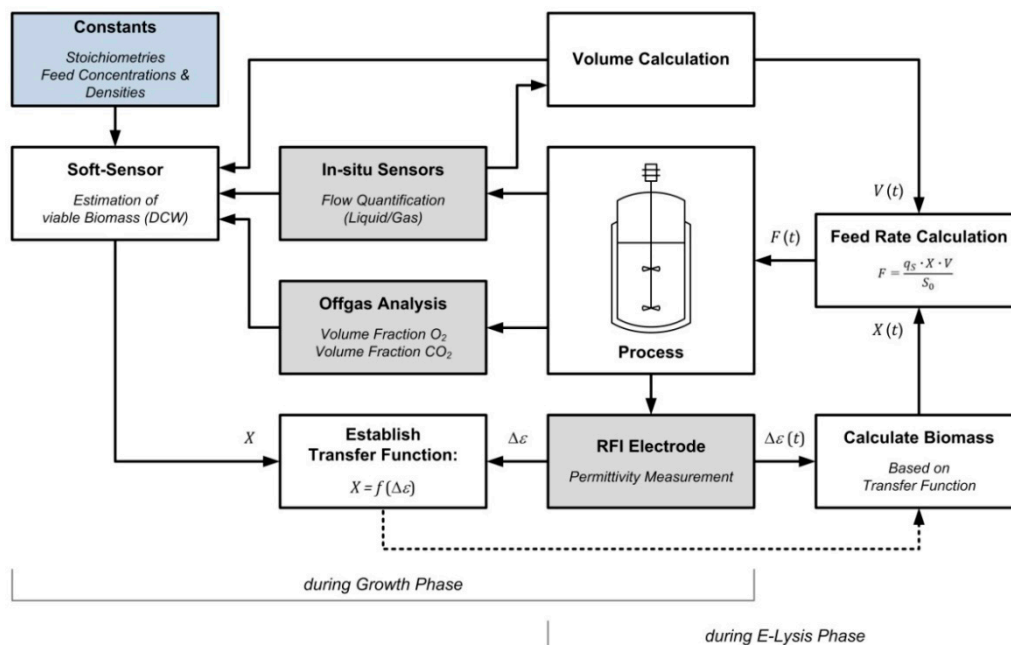 Constants
Stoichiometries
Feed Concentrations &
Densities
Volume Calculation
Soft-Sensor
Estimation of
viable Biomass (DCW)
In-situ Sensors
Flow Quantification
(Liquid/Gas)
Offgas Analysis
Volume Fraction O₂
Volume Fraction CO₂
Process
F(t)
V(t)
Feed Rate Calculation
F = (q_S · X · V) / S₀
X(t)
X
Establish
Transfer Function:
X = f(Δε)
Δε
RFI Electrode
Permittivity Measurement
Δε(t)
Calculate Biomass
Based on
Transfer Function
during Growth Phase
during E-Lysis Phase